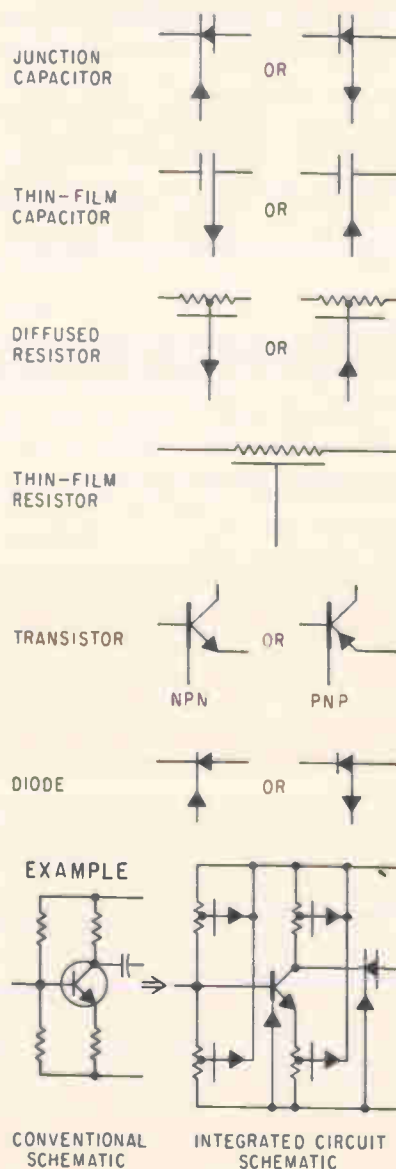 JUNCTION
CAPACITOR
OR
THIN-FILM
CAPACITOR
OR
DIFFUSED
RESISTOR
OR
THIN-FILM
RESISTOR
TRANSISTOR
OR
NPN
PNP
DIODE
OR
EXAMPLE
CONVENTIONAL
SCHEMATIC
INTEGRATED CIRCUIT
SCHEMATIC